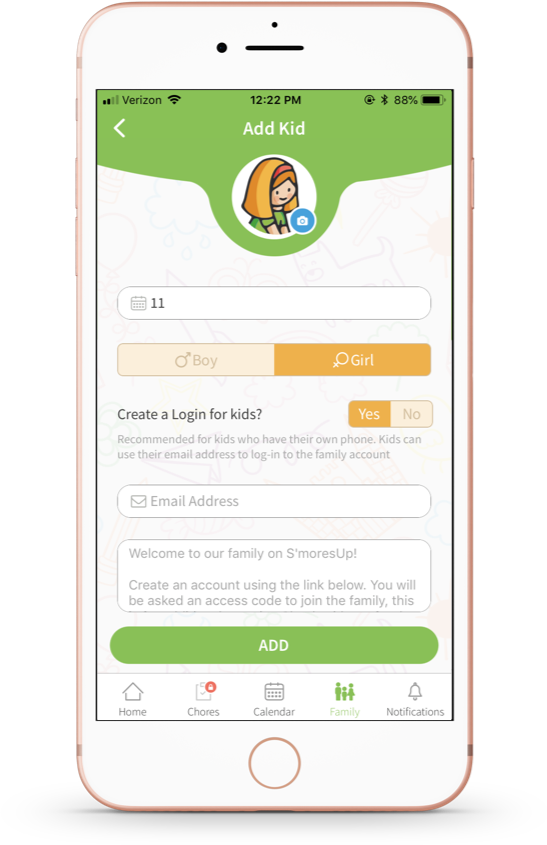 Verizon 12:22 PM 88%
Add Kid
11
Boy Girl
Create a Login for kids? Yes No
Recommended for kids who have their own phone. Kids can
use their email address to log-in to the family account
Email Address
Welcome to our family on S'moresUp!
Create an account using the link below. You will
be asked an access code to join the family, this
ADD
Home Chores Calendar Family Notifications